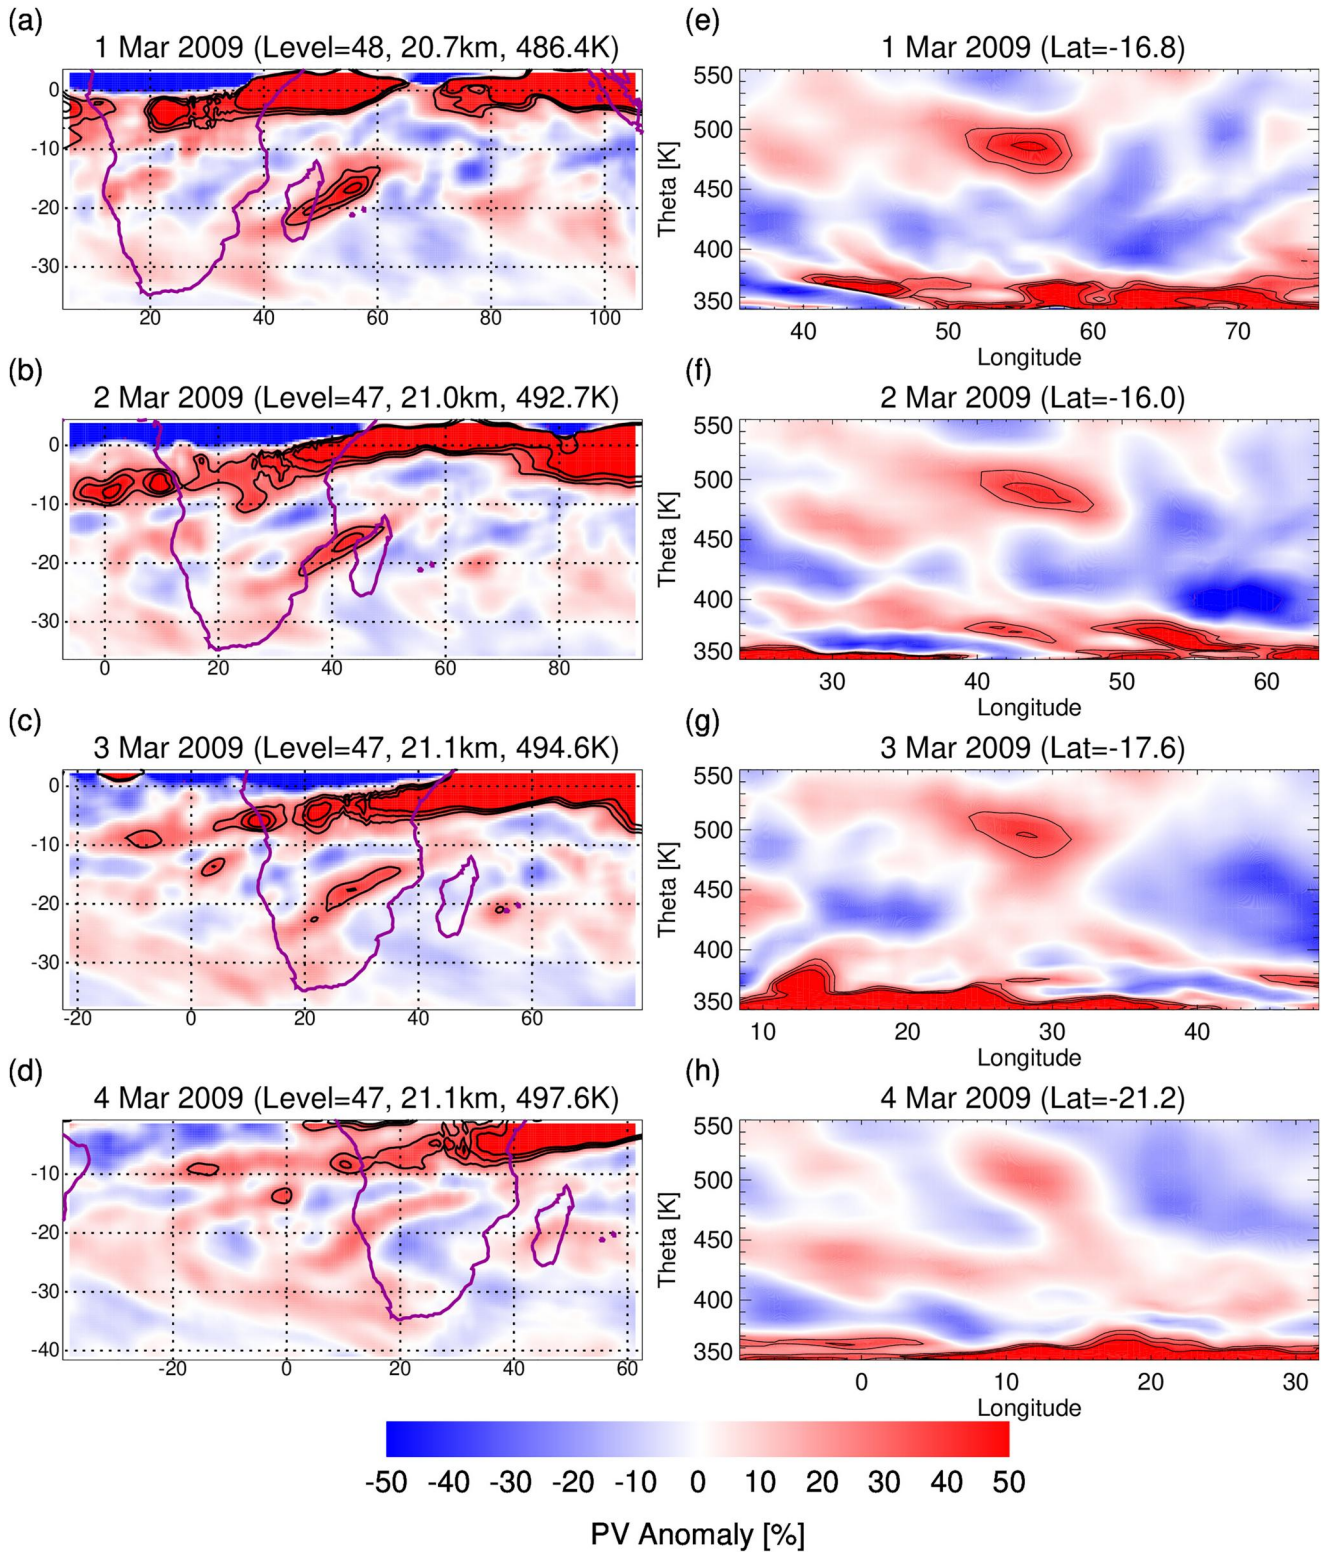 (a)
1 Mar 2009 (Level=48, 20.7km, 486.4K)
0
-10
-20
-30
20 40 60 80 100
(e)
1 Mar 2009 (Lat=-16.8)
Theta [K]
550
500
450
400
350
40 50 60 70
Longitude
(b)
2 Mar 2009 (Level=47, 21.0km, 492.7K)
0
-10
-20
-30
0 20 40 60 80
(f)
2 Mar 2009 (Lat=-16.0)
Theta [K]
550
500
450
400
350
30 40 50 60
Longitude
(c)
3 Mar 2009 (Level=47, 21.1km, 494.6K)
0
-10
-20
-30
-20 0 20 40 60
(g)
3 Mar 2009 (Lat=-17.6)
Theta [K]
550
500
450
400
350
10 20 30 40
Longitude
(d)
4 Mar 2009 (Level=47, 21.1km, 497.6K)
-10
-20
-30
-40
-20 0 20 40 60
(h)
4 Mar 2009 (Lat=-21.2)
Theta [K]
550
500
450
400
350
0 10 20 30
Longitude
-50 -40 -30 -20 -10 0 10 20 30 40 50
PV Anomaly [%]